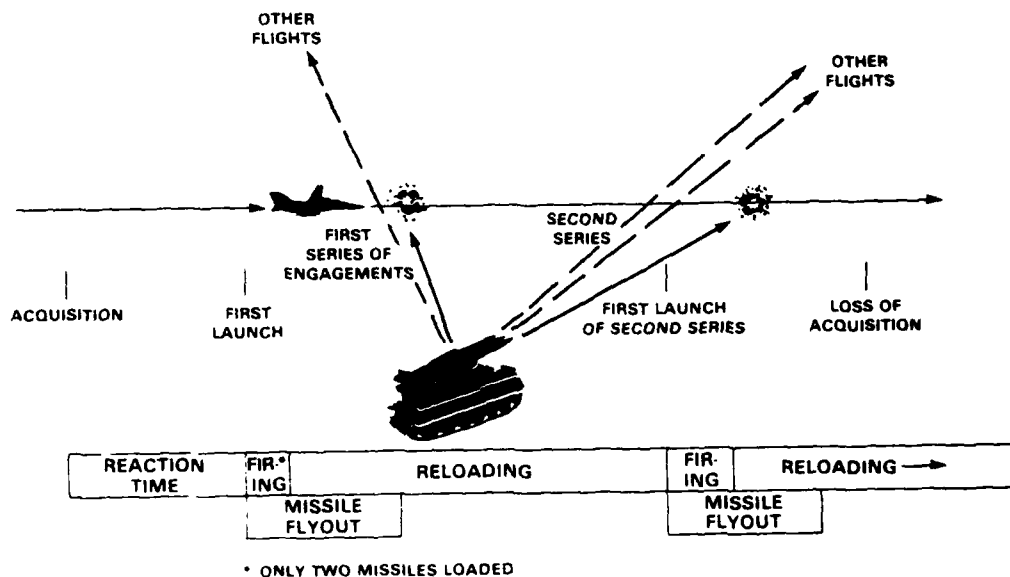 OTHER
FLIGHTS
OTHER
FLIGHTS
FIRST
SERIES OF
ENGAGEMENTS
SECOND
SERIES
ACQUISITION
FIRST
LAUNCH
FIRST LAUNCH
OF SECOND SERIES
LOSS OF
ACQUISITION
REACTION
TIME
FIR-*
ING
RELOADING
FIR-
ING
RELOADING
MISSILE
FLYOUT
MISSILE
FLYOUT
* ONLY TWO MISSILES LOADED